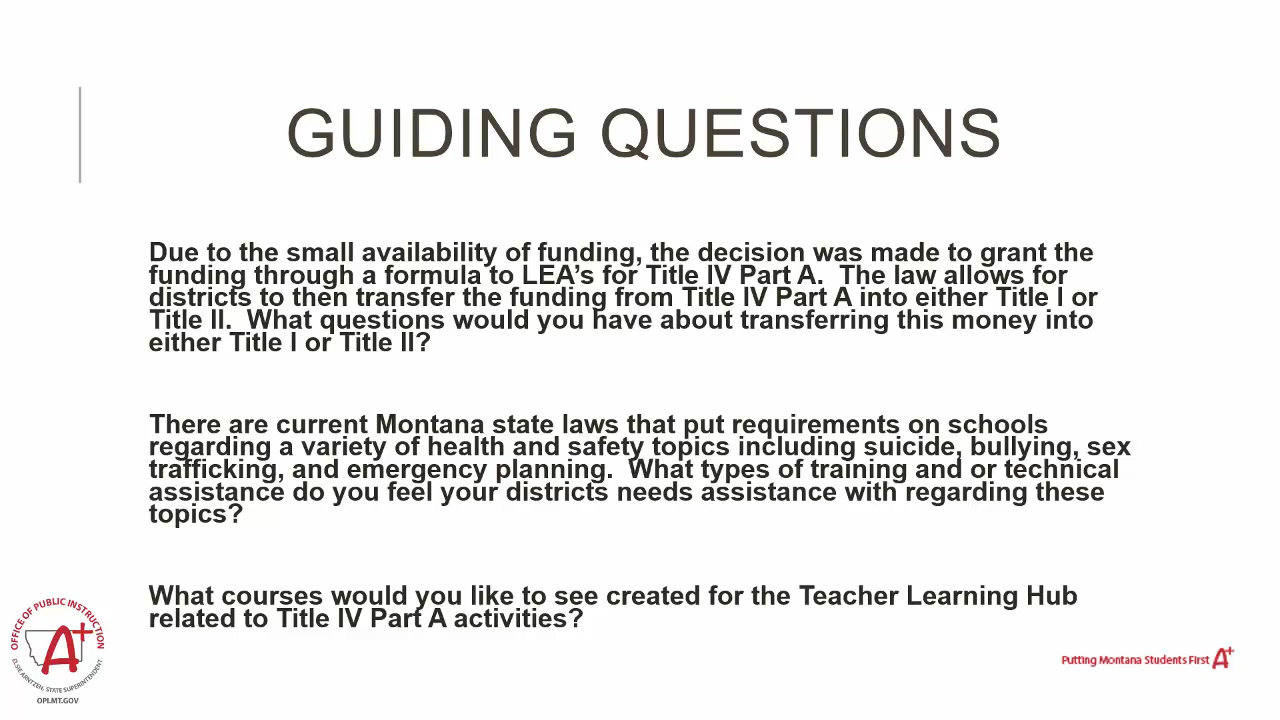 GUIDING QUESTIONS
Due to the small availability of funding, the decision was made to grant the
funding through a formula to LEA’s for Title IV Part A.  The law allows for
districts to then transfer the funding from Title IV Part A into either Title I or
Title II.  What questions would you have about transferring this money into
either Title I or Title II?
There are current Montana state laws that put requirements on schools
regarding a variety of health and safety topics including suicide, bullying, sex
trafficking, and emergency planning.  What types of training and or technical
assistance do you feel your districts needs assistance with regarding these
topics?
What courses would you like to see created for the Teacher Learning Hub
related to Title IV Part A activities?
OFFICE OF PUBLIC INSTRUCTION
A+
ELSIE ARNTZEN, STATE SUPERINTENDENT
OPI.MT.GOV
Putting Montana Students First A+